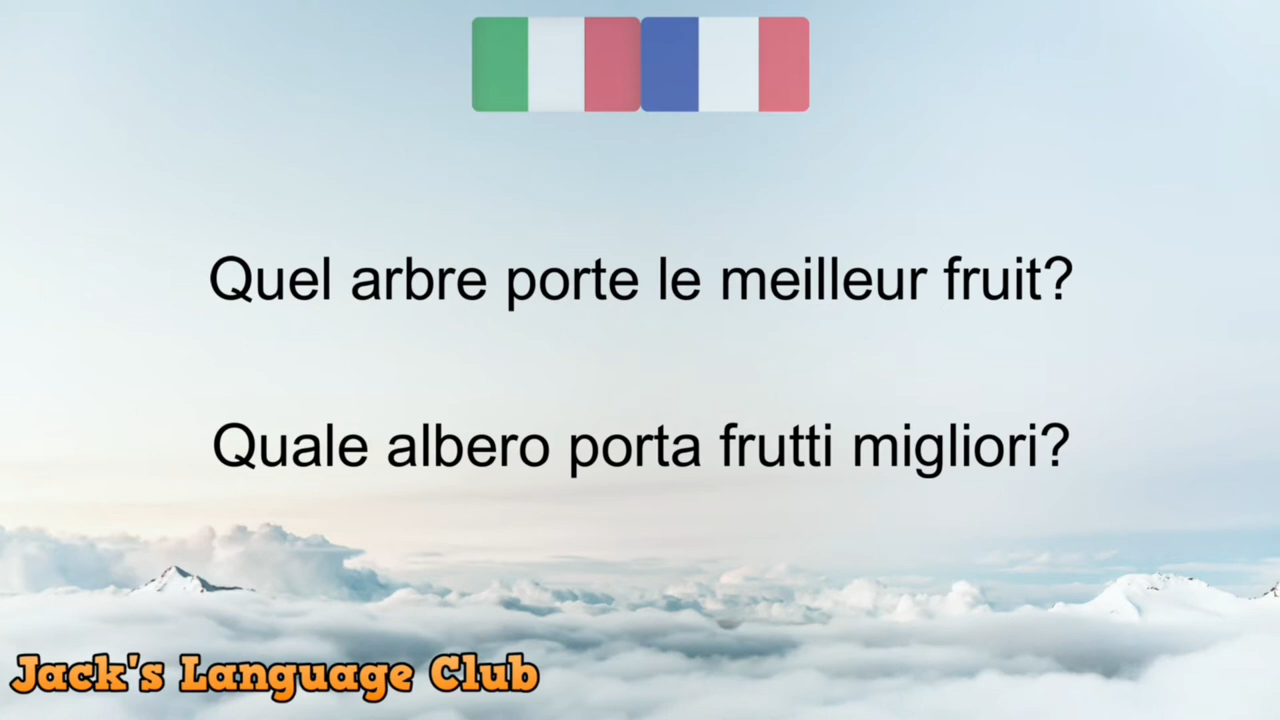 Quel arbre porte le meilleur fruit?
Quale albero porta frutti migliori?
Jack's Language Club